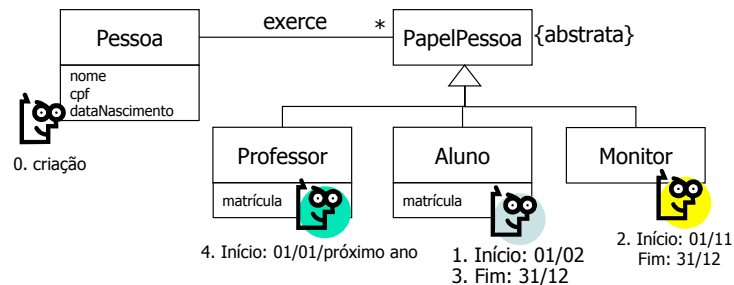 exerce
*
Pessoa
PapelPessoa {abstrata}
nome
cpf
dataNascimento
0. criação
Professor
Aluno
Monitor
matrícula
matrícula
4. Início: 01/01/próximo ano
1. Início: 01/02
3. Fim: 31/12
2. Início: 01/11
Fim: 31/12